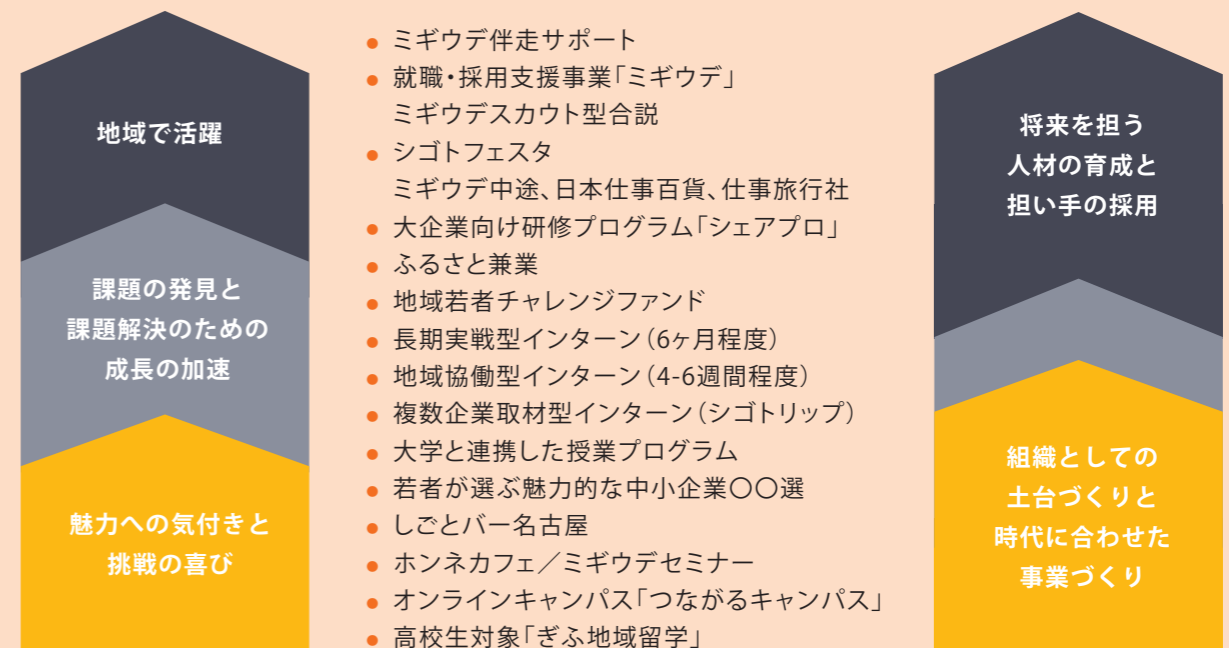 地域で活躍
課題の発見と
課題解決のための
成長の加速
魅力への気付きと
挑戦の喜び
● ミギウデ伴走サポート
● 就職・採用支援事業「ミギウデ」
ミギウデスカウト型合説
● シゴトフェスタ
ミギウデ中途、日本仕事百貨、仕事旅行社
● 大企業向け研修プログラム「シェアプロ」
● ふるさと兼業
● 地域若者チャレンジファンド
● 長期実戦型インターン（6ヶ月程度）
● 地域協働型インターン（4-6週間程度）
● 複数企業取材型インターン（シゴトリップ）
● 大学と連携した授業プログラム
● 若者が選ぶ魅力的な中小企業〇〇選
● しごとバー名古屋
● ホンネカフェ／ミギウデセミナー
● オンラインキャンパス「つながるキャンパス」
● 高校生対象「ぎふ地域留学」
将来を担う
人材の育成と
担い手の採用
組織としての
土台づくりと
時代に合わせた
事業づくり